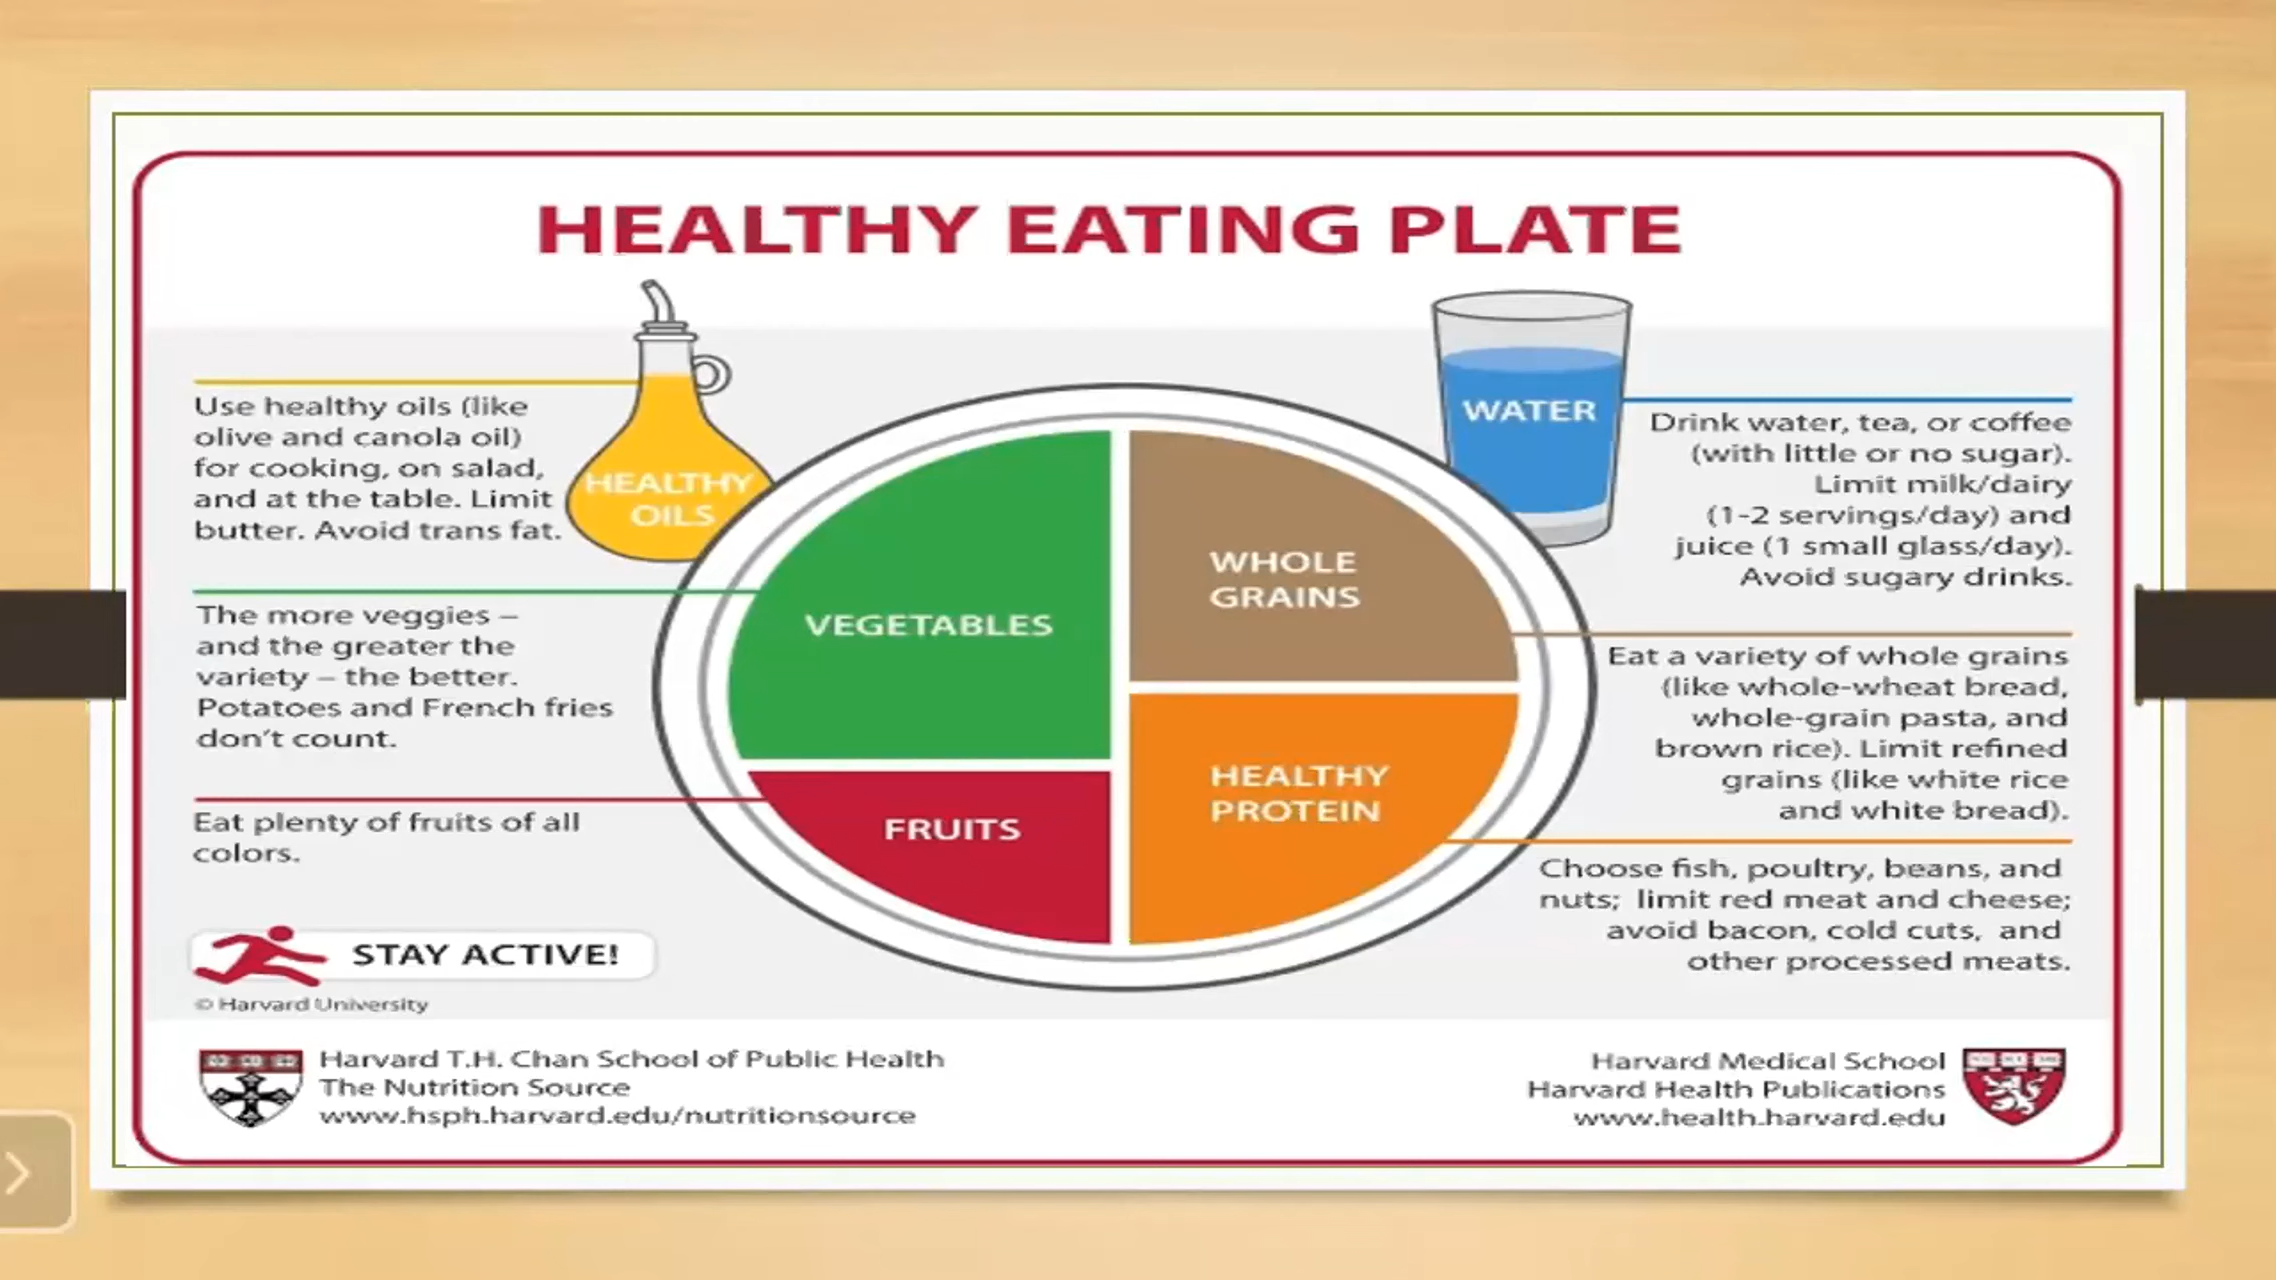 HEALTHY EATING PLATE
Use healthy oils (like
olive and canola oil)
for cooking, on salad,
and at the table. Limit
butter. Avoid trans fat.
HEALTHY
OILS
The more veggies –
and the greater the
variety – the better.
Potatoes and French fries
don't count.
Eat plenty of fruits of all
colors.
STAY ACTIVE!
© Harvard University
VEGETABLES
FRUITS
WHOLE
GRAINS
HEALTHY
PROTEIN
WATER
Drink water, tea, or coffee
(with little or no sugar).
Limit milk/dairy
(1-2 servings/day) and
juice (1 small glass/day).
Avoid sugary drinks.
Eat a variety of whole grains
(like whole-wheat bread,
whole-grain pasta, and
brown rice). Limit refined
grains (like white rice
and white bread).
Choose fish, poultry, beans, and
nuts; limit red meat and cheese;
avoid bacon, cold cuts, and
other processed meats.
Harvard T.H. Chan School of Public Health
The Nutrition Source
www.hsph.harvard.edu/nutritionsource
Harvard Medical School
Harvard Health Publications
www.health.harvard.edu